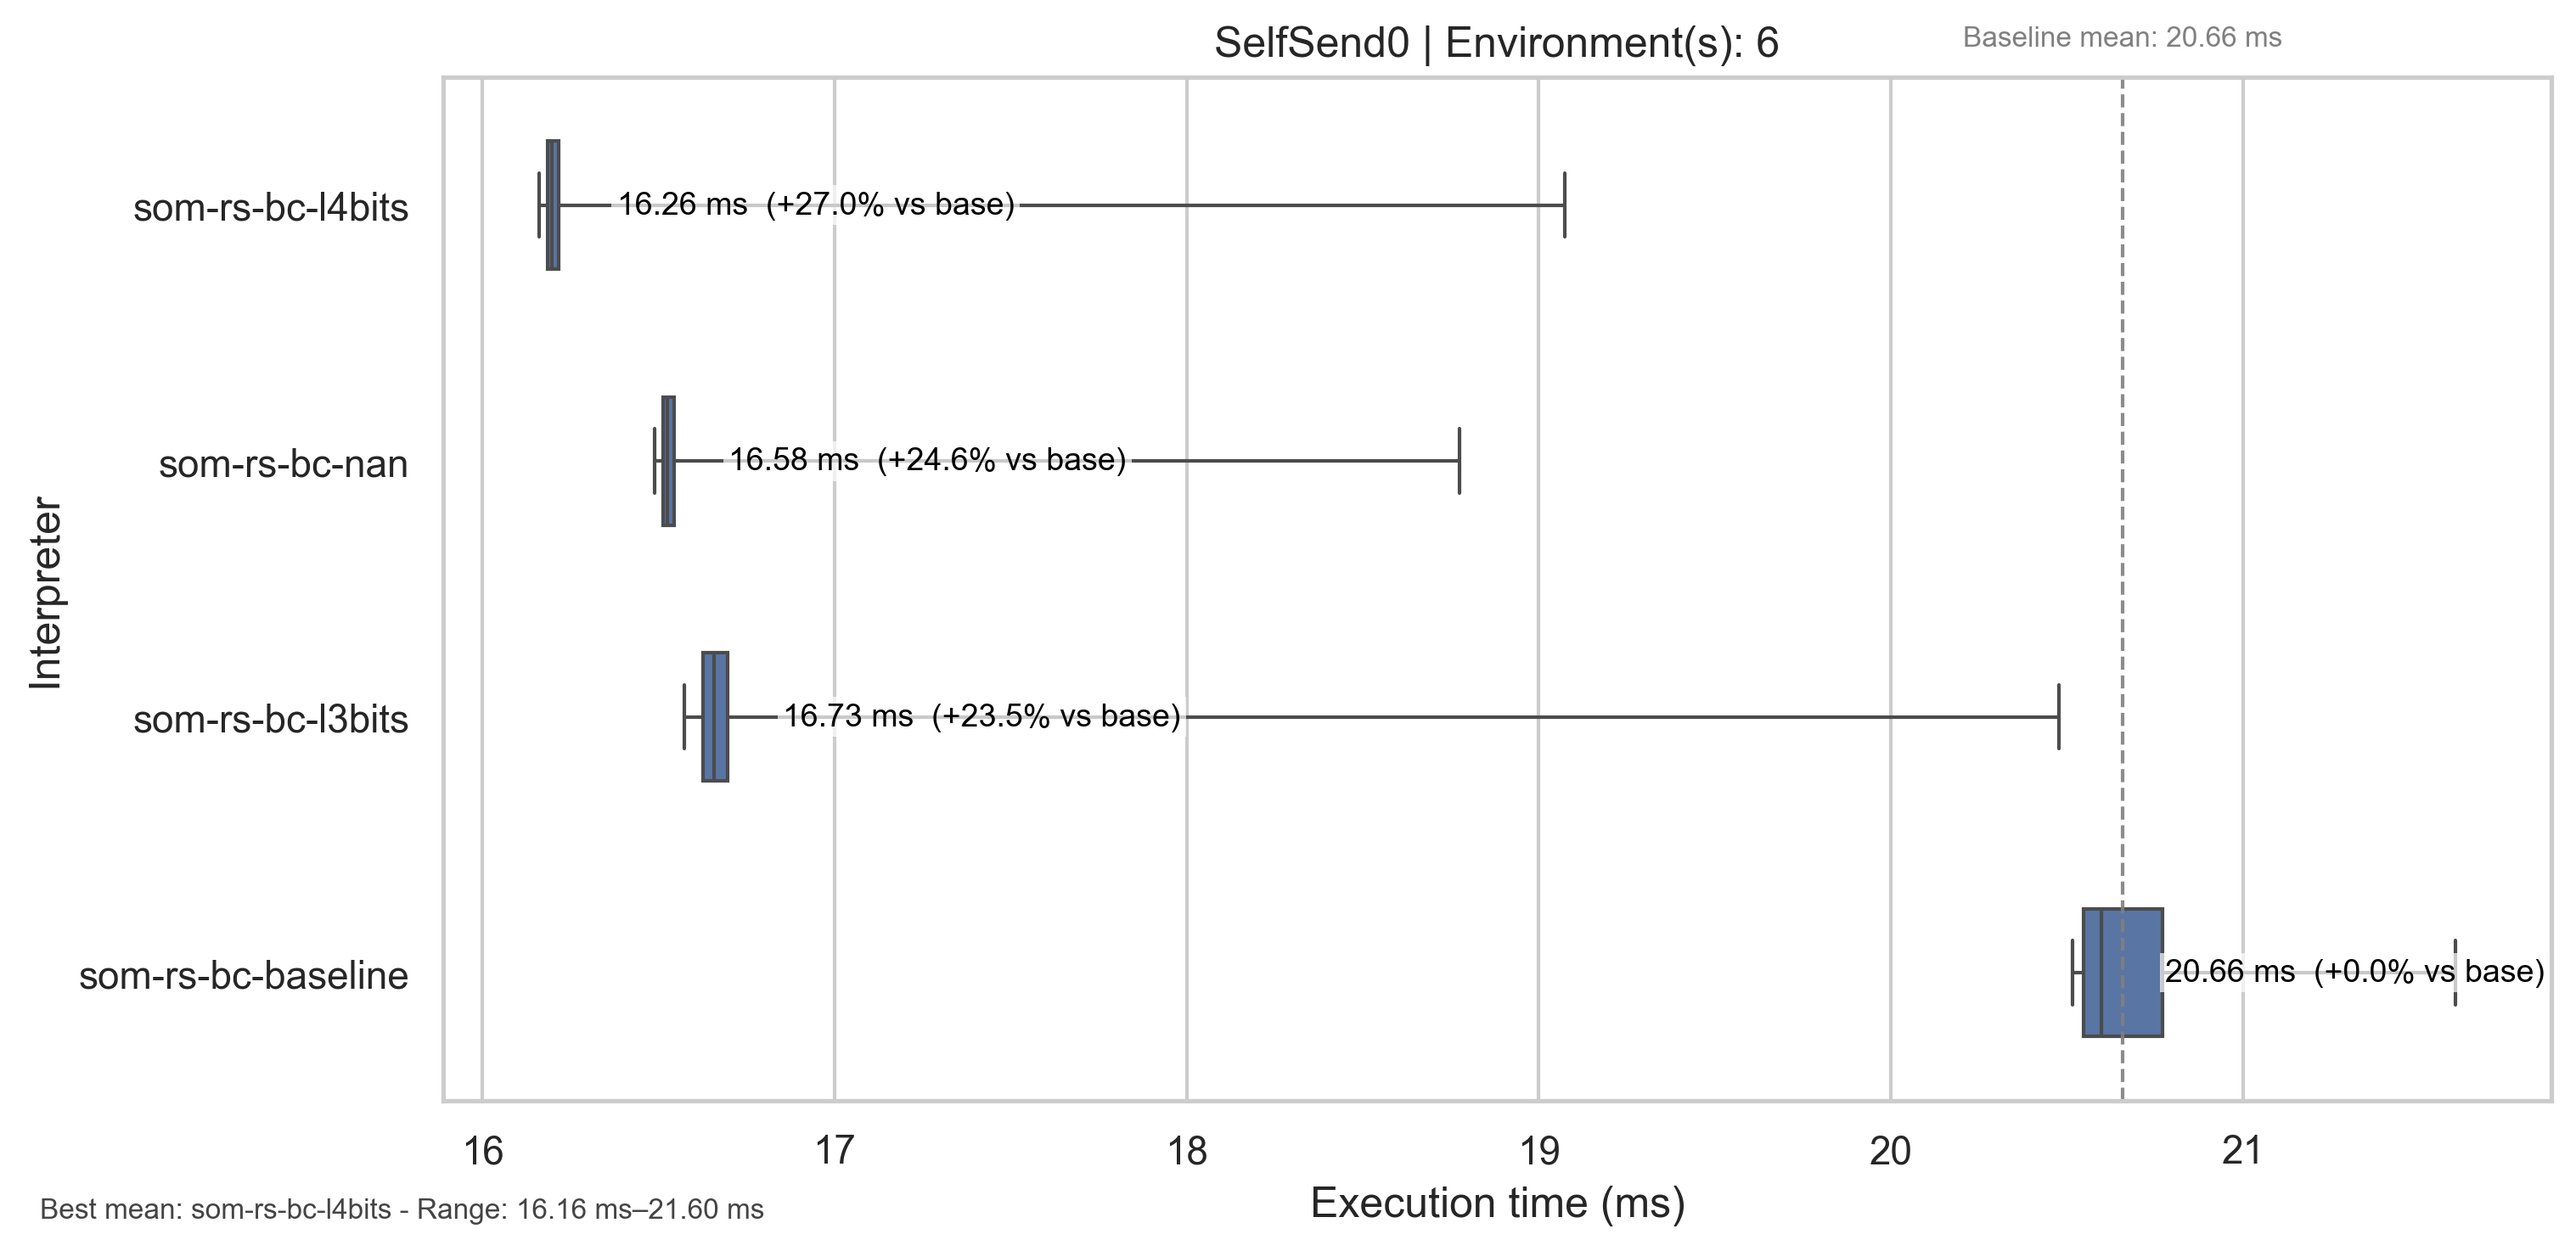 SelfSend0 | Environment(s): 6
Baseline mean: 20.66 ms
Interpreter
som-rs-bc-l4bits
16.26 ms  (+27.0% vs base)
som-rs-bc-nan
16.58 ms  (+24.6% vs base)
som-rs-bc-l3bits
16.73 ms  (+23.5% vs base)
som-rs-bc-baseline
20.66 ms  (+0.0% vs base)
16 17 18 19 20 21
Execution time (ms)
Best mean: som-rs-bc-l4bits - Range: 16.16 ms–21.60 ms